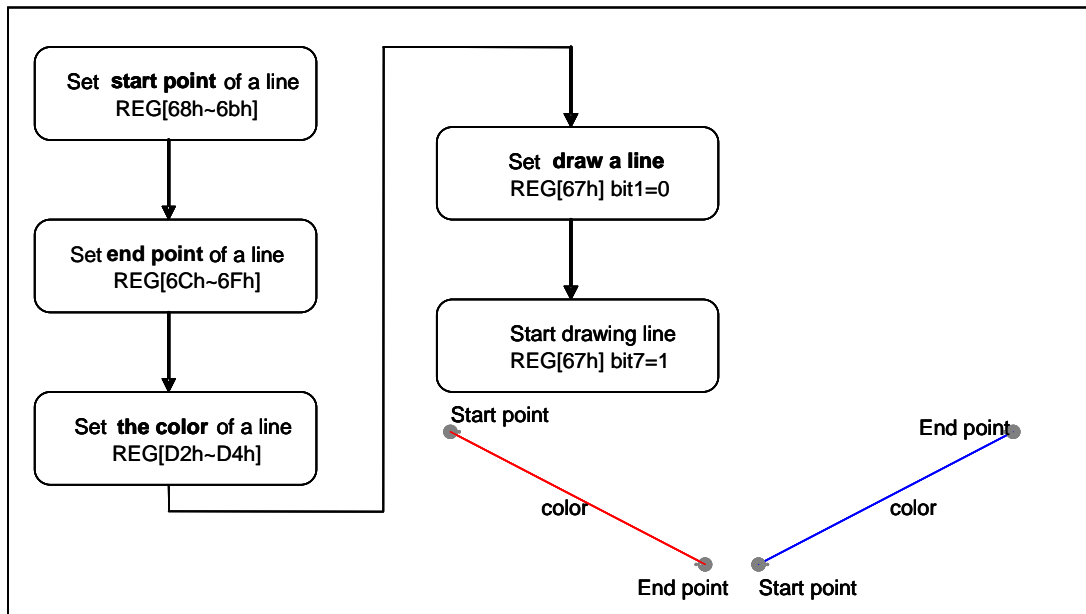 Set start point of a line
REG[68h~6bh]
Set end point of a line
REG[6Ch~6Fh]
Set the color of a line
REG[D2h~D4h]
Set draw a line
REG[67h] bit1=0
Start drawing line
REG[67h] bit7=1
Start point
End point
color
color
End point
Start point